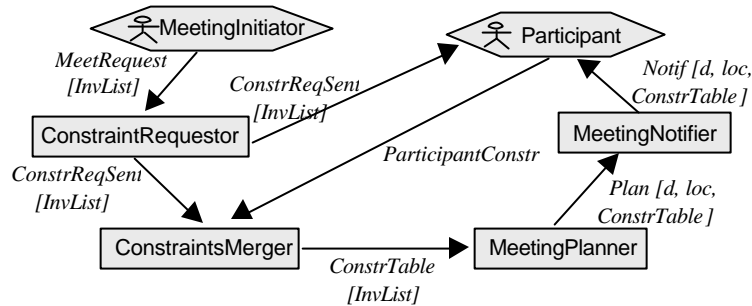 MeetingInitiator
Participant
MeetRequest
[InvList]
ConstrReqSent
[InvList]
Notif [d, loc,
ConstrTable]
ConstraintRequestor
MeetingNotifier
ConstrReqSent
[InvList]
ParticipantConstr
Plan [d, loc,
ConstrTable]
ConstraintsMerger
MeetingPlanner
ConstrTable
[InvList]